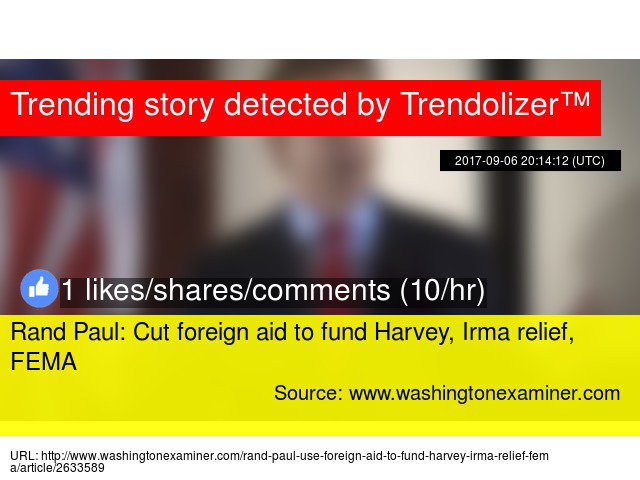 Trending story detected by Trendolizer™
2017-09-06 20:14:12 (UTC)
1 likes/shares/comments (10/hr)
Rand Paul: Cut foreign aid to fund Harvey, Irma relief,
FEMA
Source: www.washingtonexaminer.com
URL: http://www.washingtonexaminer.com/rand-paul-use-foreign-aid-to-fund-harvey-irma-relief-fem
a/article/2633589